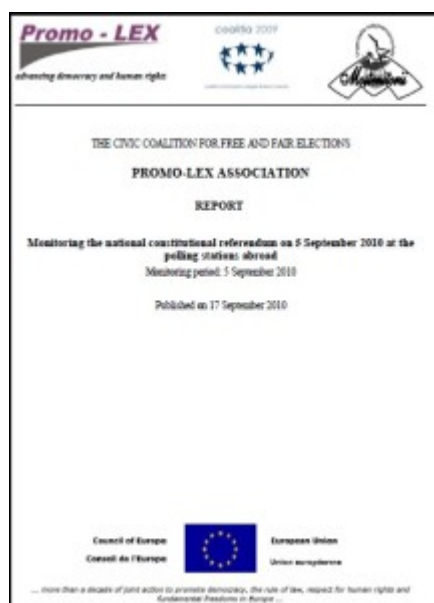 Promo - LEX
advancing democracy and human rights
coalitia 2009
THE CIVIC COALITION FOR FREE AND FAIR ELECTIONS
PROMO-LEX ASSOCIATION
REPORT
Monitoring the national constitutional referendum on 5 September 2010 at the
polling stations abroad
Monitoring period: 5 September 2010
Published on 17 September 2010
Council of Europe
Conseil de l'Europe
European Union
Union européenne
... more than a decade of joint action to promote democracy, the rule of law, respect for human rights and
fundamental freedoms in Europe ...